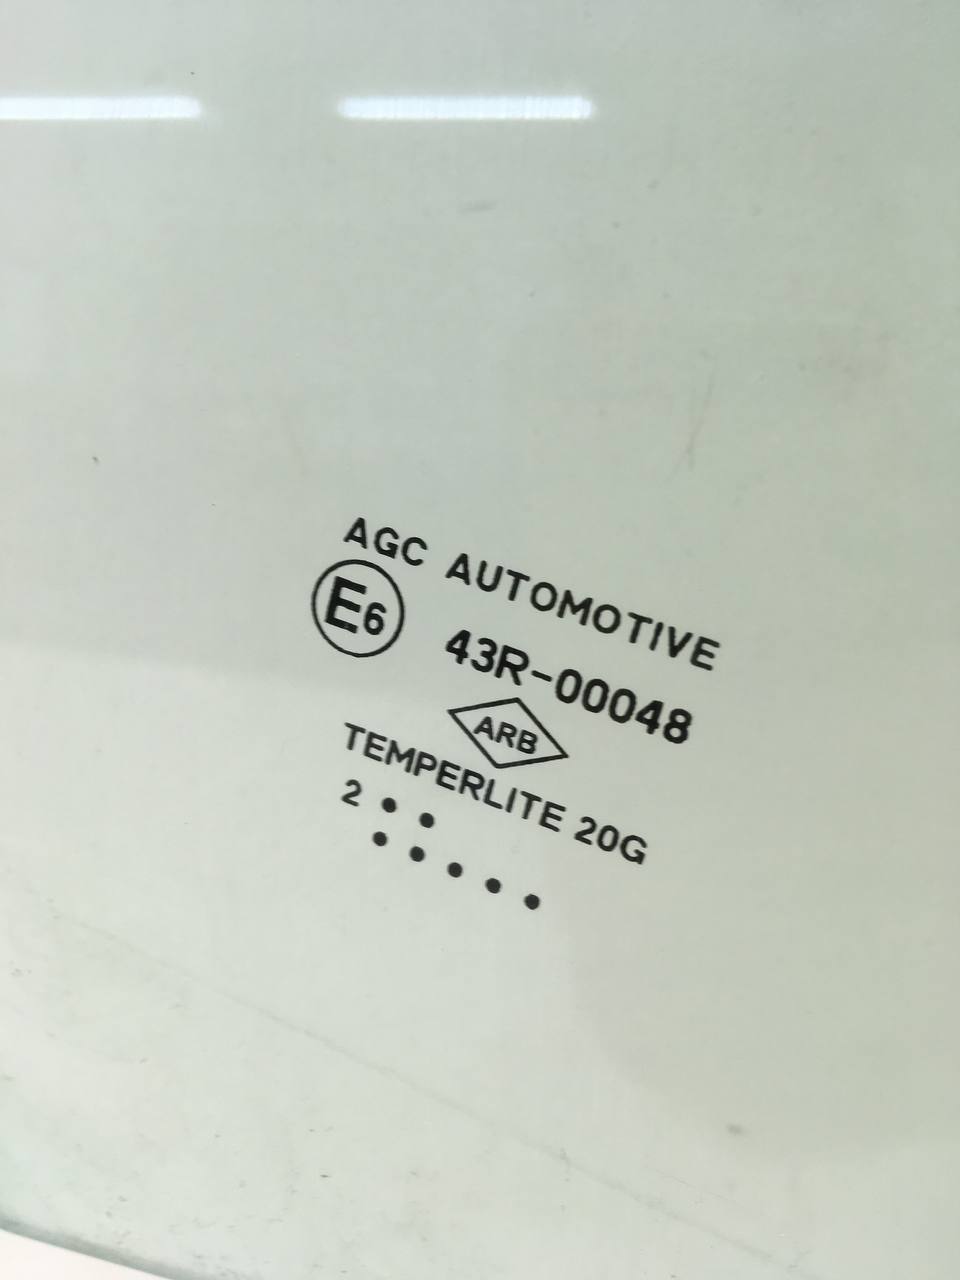 AGC AUTOMOTIVE
E6 43R-00048
ARB
TEMPERLITE 20G
2 • •
• • • • •